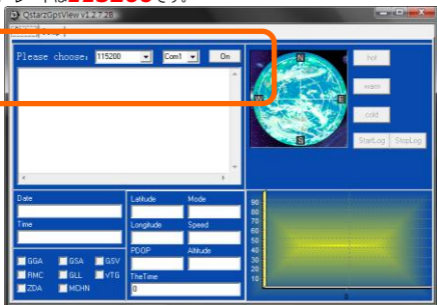 レートは115200です。
QstarzGpsView v1.2.7.28
Please choose: 115200 Com1 On
N
W E
S
hot
warm
cold
StartLog StopLog
Date
Time
Latitude Mode
Longitude Speed
PDOP Altitude
TheTime
0
GGA GSA GSV
RMC GLL VTG
ZDA MCHN
90
80
70
60
50
40
30
20
10
0